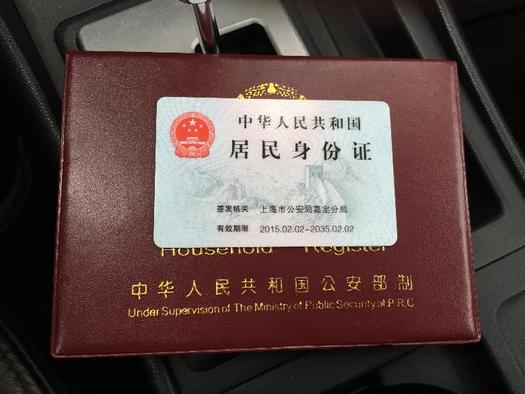 中华人民共和国
居民身份证
签发机关 上海市公安局嘉定分局
有效期限 2015.02.02-2035.02.02
Household Register
中华人民共和国公安部制
Under Supervision of The Ministry of Public Security of P.R.C